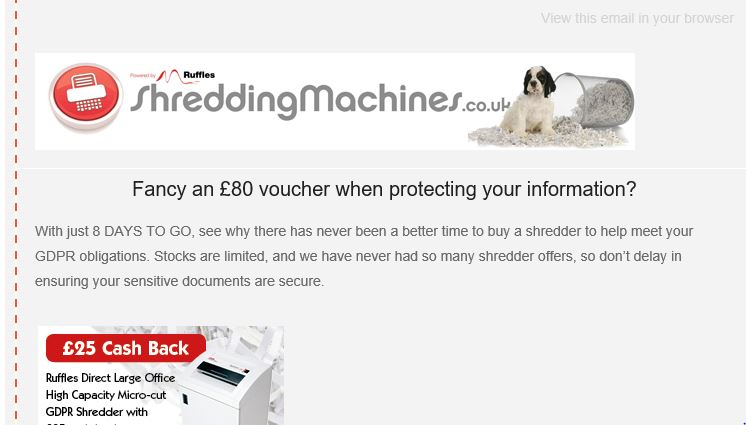 View this email in your browser
Powered by Ruffles
ShreddingMachines.co.uk
Fancy an £80 voucher when protecting your information?
With just 8 DAYS TO GO, see why there has never been a better time to buy a shredder to help meet your
GDPR obligations. Stocks are limited, and we have never had so many shredder offers, so don’t delay in
ensuring your sensitive documents are secure.
£25 Cash Back
Ruffles Direct Large Office
High Capacity Micro-cut
GDPR Shredder with